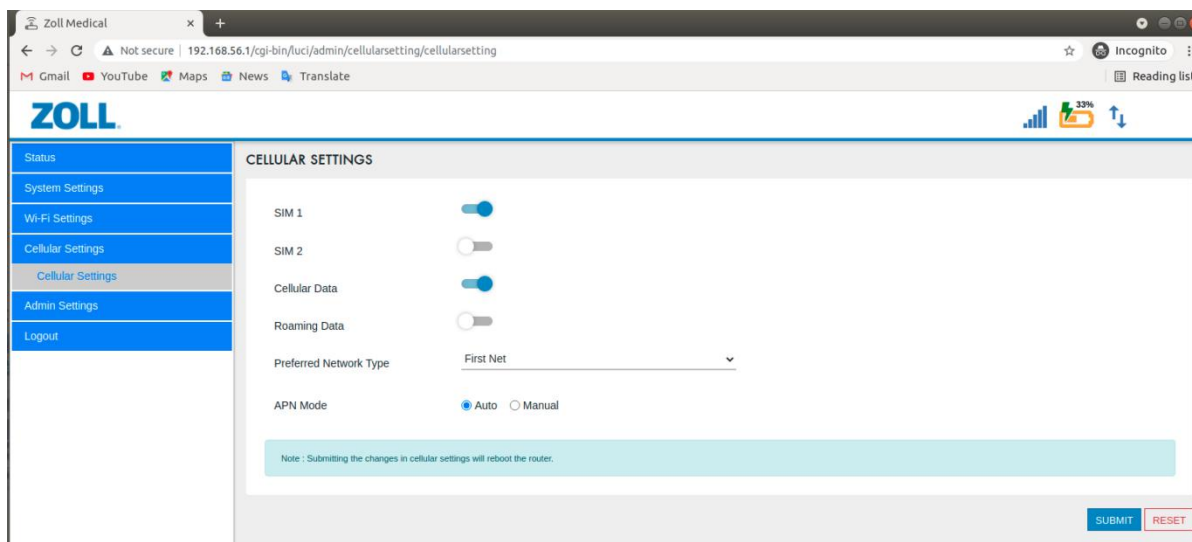 Zoll Medical
Not secure | 192.168.56.1/cgi-bin/luci/admin/cellularsetting/cellularsetting
Incognito
Gmail YouTube Maps News Translate
Reading list
ZOLL
33%
Status
System Settings
Wi-Fi Settings
Cellular Settings
Cellular Settings
Admin Settings
Logout
CELLULAR SETTINGS
SIM 1
SIM 2
Cellular Data
Roaming Data
Preferred Network Type First Net
APN Mode Auto Manual
Note : Submitting the changes in cellular settings will reboot the router.
SUBMIT RESET